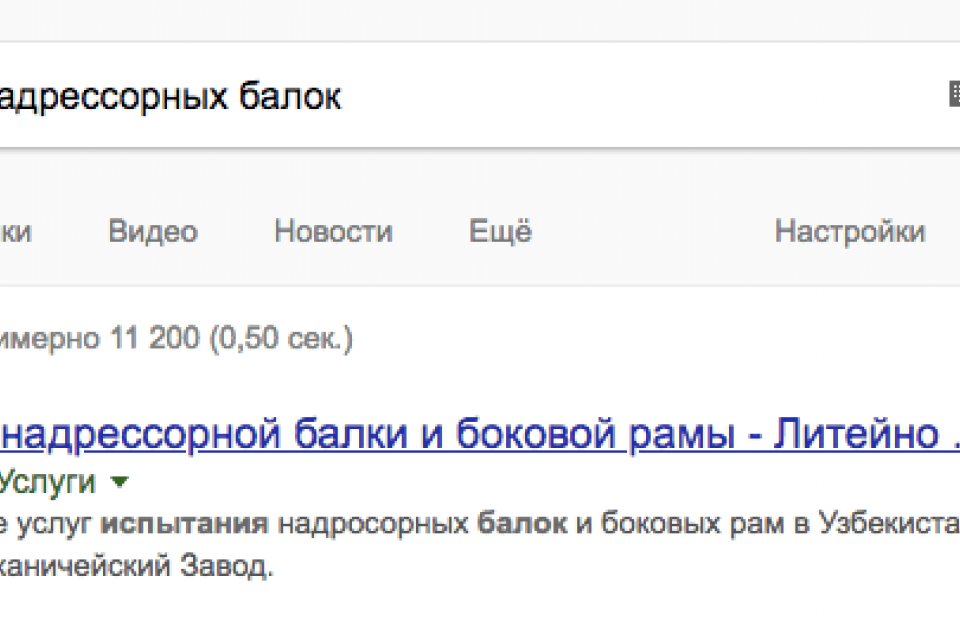 адрессорных балок
ки Видео Новости Ещё Настройки
имерно 11 200 (0,50 сек.)
надрессорной балки и боковой рамы - Литейно .
Услуги
е услуг испытания надросорных балок и боковых рам в Узбекиста
ханичейский Завод.